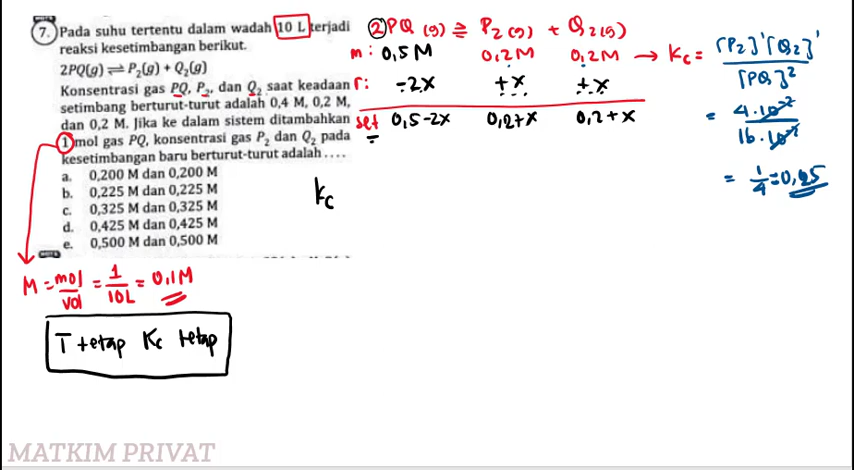 7. Pada suhu tertentu dalam wadah 10 L terjadi
reaksi kesetimbangan berikut.
2PQ(g) ⇌ P₂(g) + Q₂(g)
Konsentrasi gas PQ, P₂, dan Q₂ saat keadaan
setimbang berturut-turut adalah 0,4 M, 0,2 M,
dan 0,2 M. Jika ke dalam sistem ditambahkan
1 mol gas PQ, konsentrasi gas P₂ dan Q₂ pada
kesetimbangan baru berturut-turut adalah ....
a. 0,200 M dan 0,200 M
b. 0,225 M dan 0,225 M
c. 0,325 M dan 0,325 M
d. 0,425 M dan 0,425 M
e. 0,500 M dan 0,500 M
M = mol/vol = 1/10L = 0,1M
T tetap Kc tetap
Kc
2PQ (g) ⇌ P₂(g) + Q₂(g)
m : 0,5 M 0,2M 0,2M → Kc = [P₂]¹[Q₂]¹/[PQ]²
r : -2x +x +x
set 0,5-2x 0,2+x 0,2+x
= 4·10⁻²/16·10⁻²
= 1/4 = 0,25
MATKIM PRIVAT